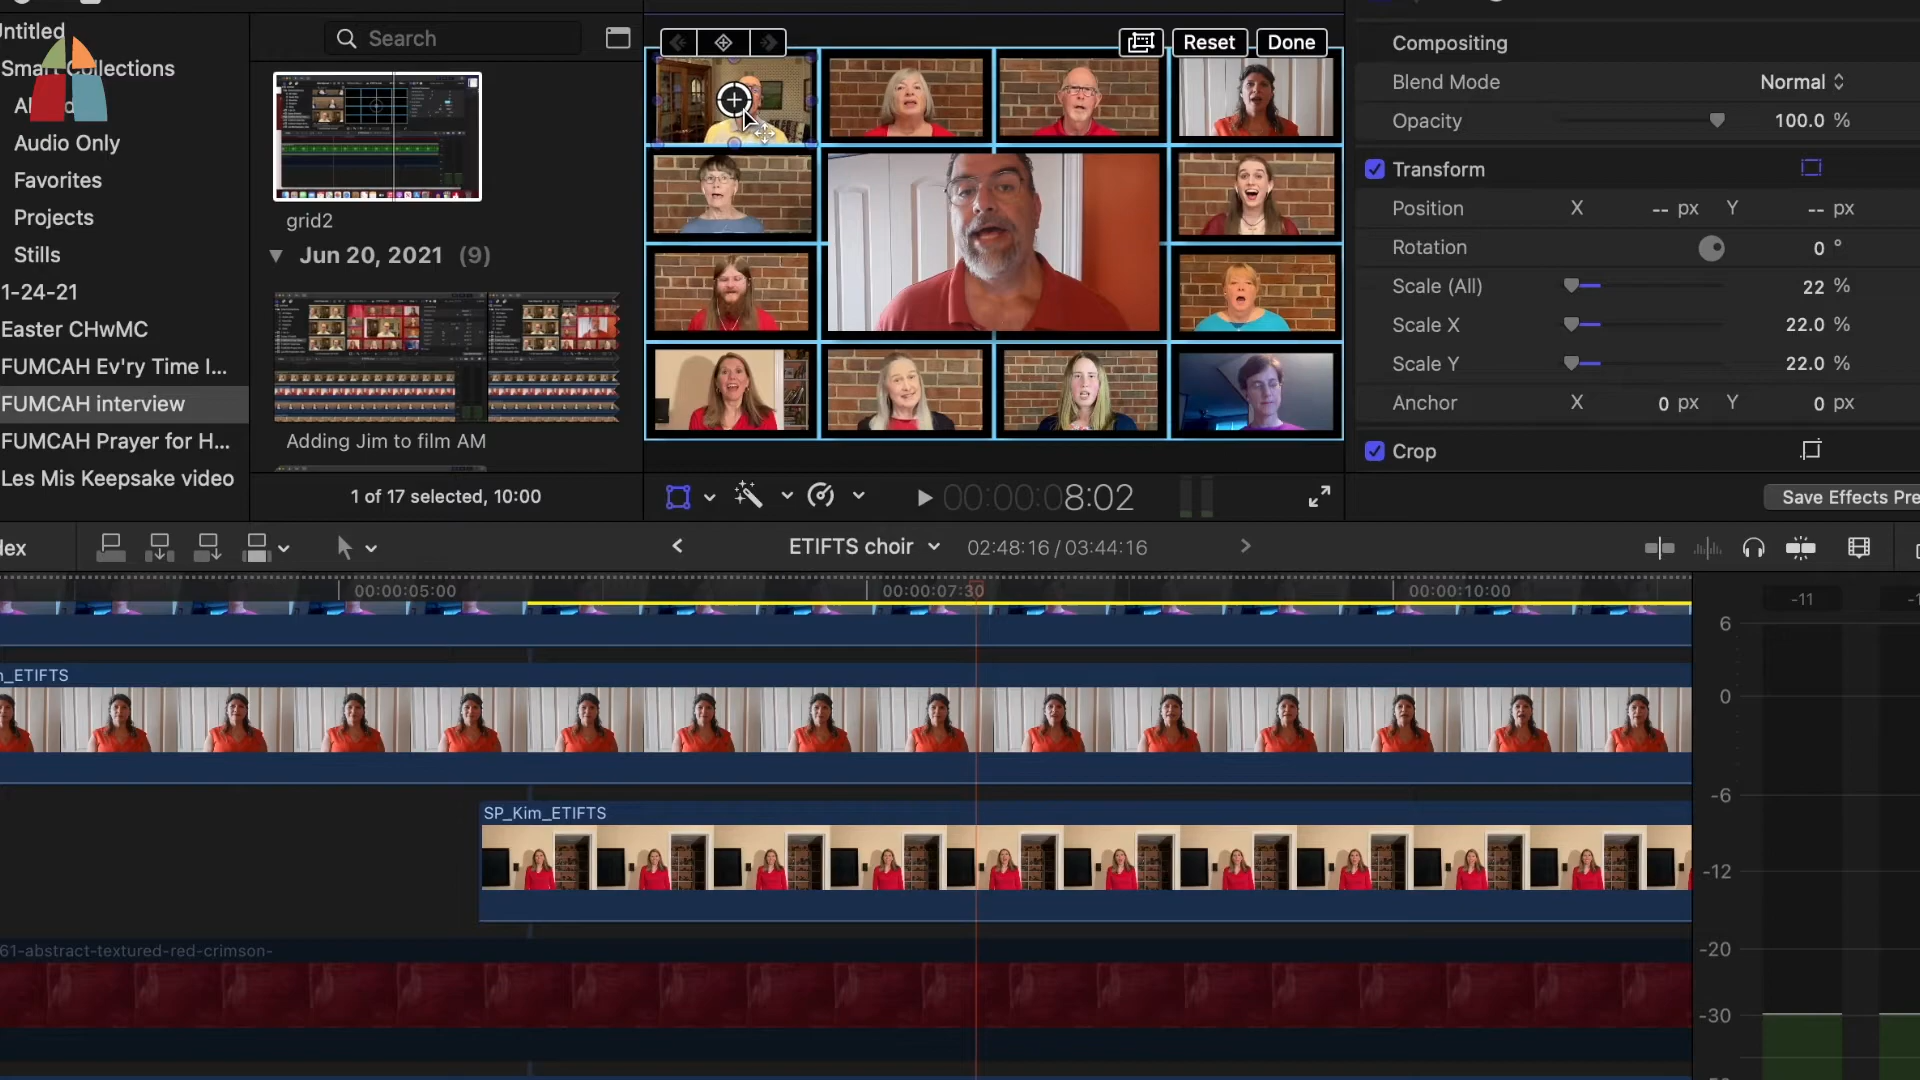 Untitled
Search
Smart Collections
Audio Only
Favorites
Projects
Stills
1-24-21
Easter CHwMC
FUMCAH Ev'ry Time I...
FUMCAH interview
FUMCAH Prayer for H...
Les Mis Keepsake video
grid2
Jun 20, 2021 (9)
Adding Jim to film AM
1 of 17 selected, 10:00
Reset
Done
00:00:08:02
Compositing
Blend Mode Normal
Opacity 100.0 %
Transform
Position X -- px Y -- px
Rotation 0 °
Scale (All) 22 %
Scale X 22.0 %
Scale Y 22.0 %
Anchor X 0 px Y 0 px
Crop
Save Effects Pre
dex
ETIFTS choir 02:48:16 / 03:44:16
00:00:05:00
00:00:07:30
00:00:10:00
_ETIFTS
SP_Kim_ETIFTS
61-abstract-textured-red-crimson-
-11
6
0
-6
-12
-20
-30